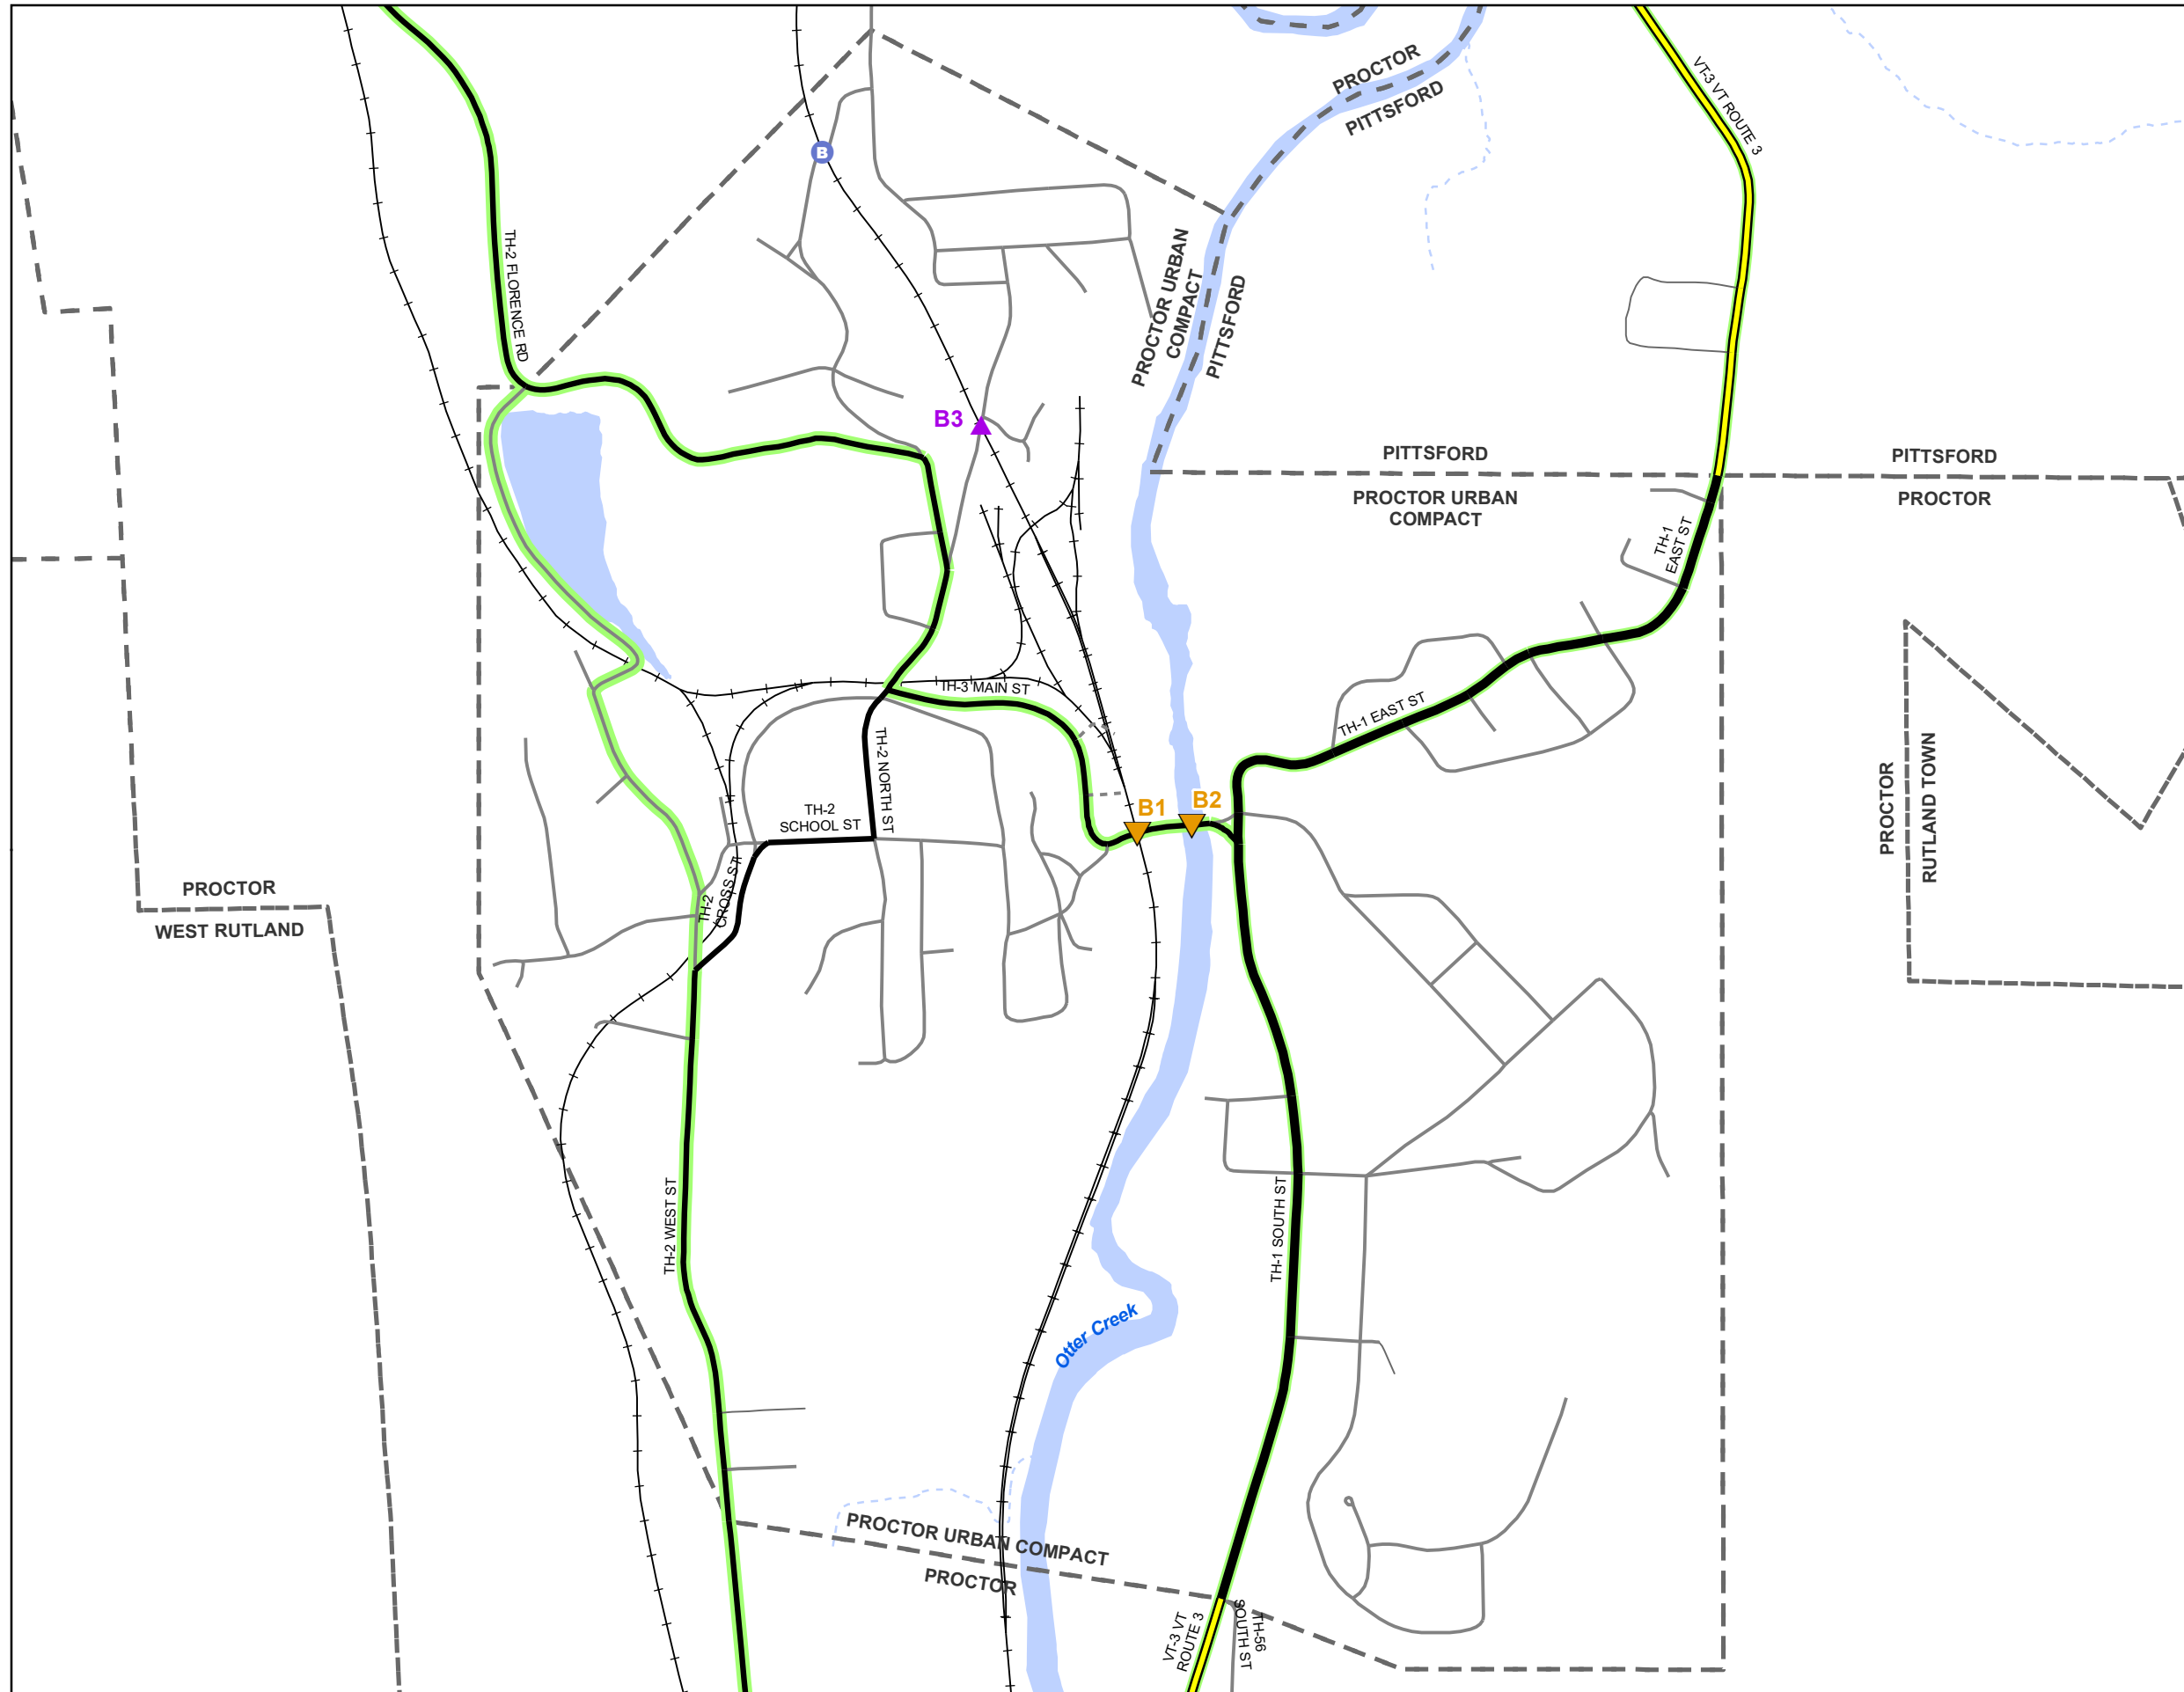 PROCTOR
PITTSFORD
VT-3 VT ROUTE 3
B
TH-2 FLORENCE RD
PROCTOR URBAN
COMPACT
PITTSFORD
B3
PITTSFORD
PROCTOR URBAN
COMPACT
PITTSFORD
PROCTOR
TH-1
EAST ST
TH-3 MAIN ST
TH-1 EAST ST
TH-2 NORTH ST
TH-2
SCHOOL ST
B1
B2
PROCTOR
RUTLAND TOWN
TH-2
CROSS ST
PROCTOR
WEST RUTLAND
TH-2 WEST ST
TH-1 SOUTH ST
Otter Creek
PROCTOR URBAN COMPACT
PROCTOR
VT-3 VT
ROUTE 3
TH-56
SOUTH ST